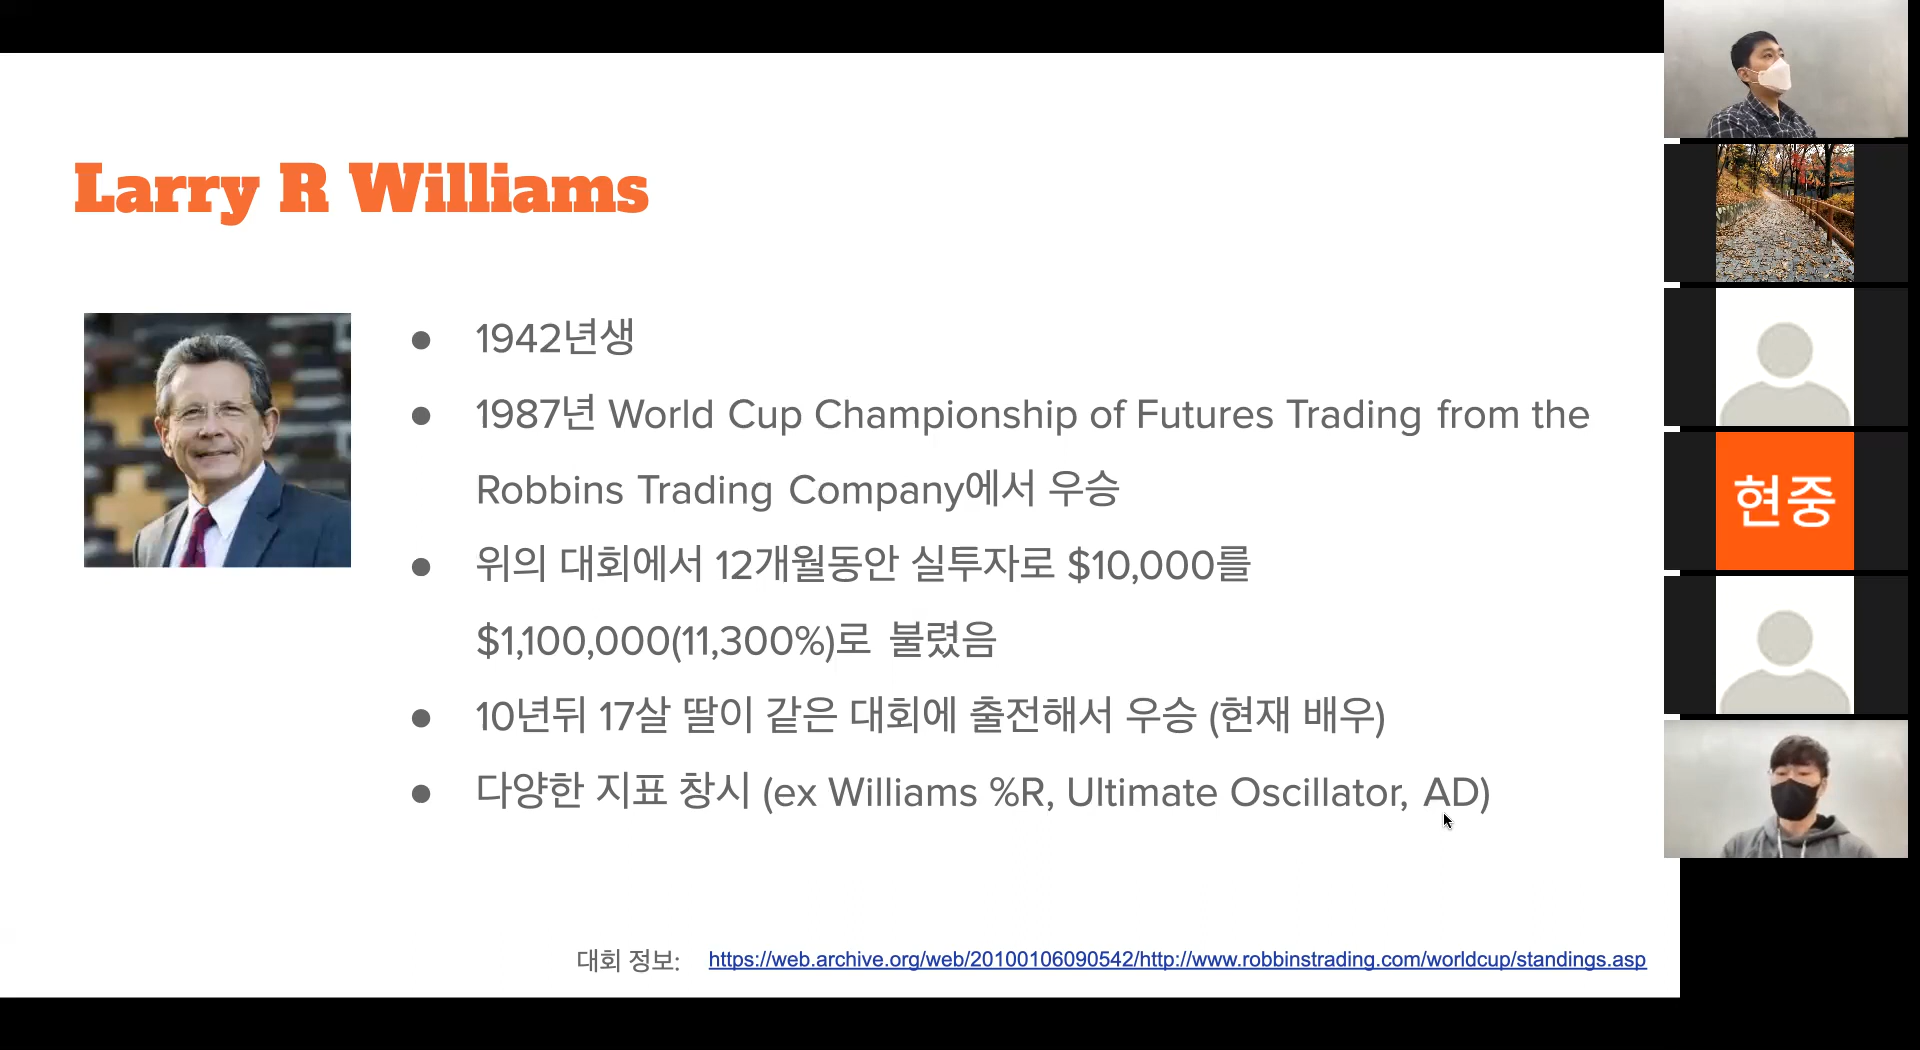 Larry R Williams
● 1942년생
● 1987년 World Cup Championship of Futures Trading from the
Robbins Trading Company에서 우승
● 위의 대회에서 12개월동안 실투자로 $10,000를
$1,100,000(11,300%)로 불렸음
● 10년뒤 17살 딸이 같은 대회에 출전해서 우승 (현재 배우)
● 다양한 지표 창시 (ex Williams %R, Ultimate Oscillator, AD)
대회 정보: https://web.archive.org/web/20100106090542/http://www.robbinstrading.com/worldcup/standings.asp
현중